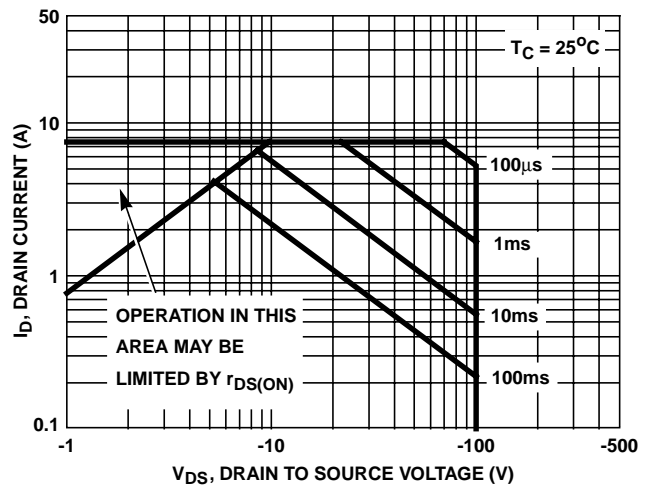 50
T_C = 25°C
10
I_D, DRAIN CURRENT (A)
100μs
1ms
1
OPERATION IN THIS
AREA MAY BE
LIMITED BY r_DS(ON)
10ms
100ms
0.1
-1
-10
-100
-500
V_DS, DRAIN TO SOURCE VOLTAGE (V)